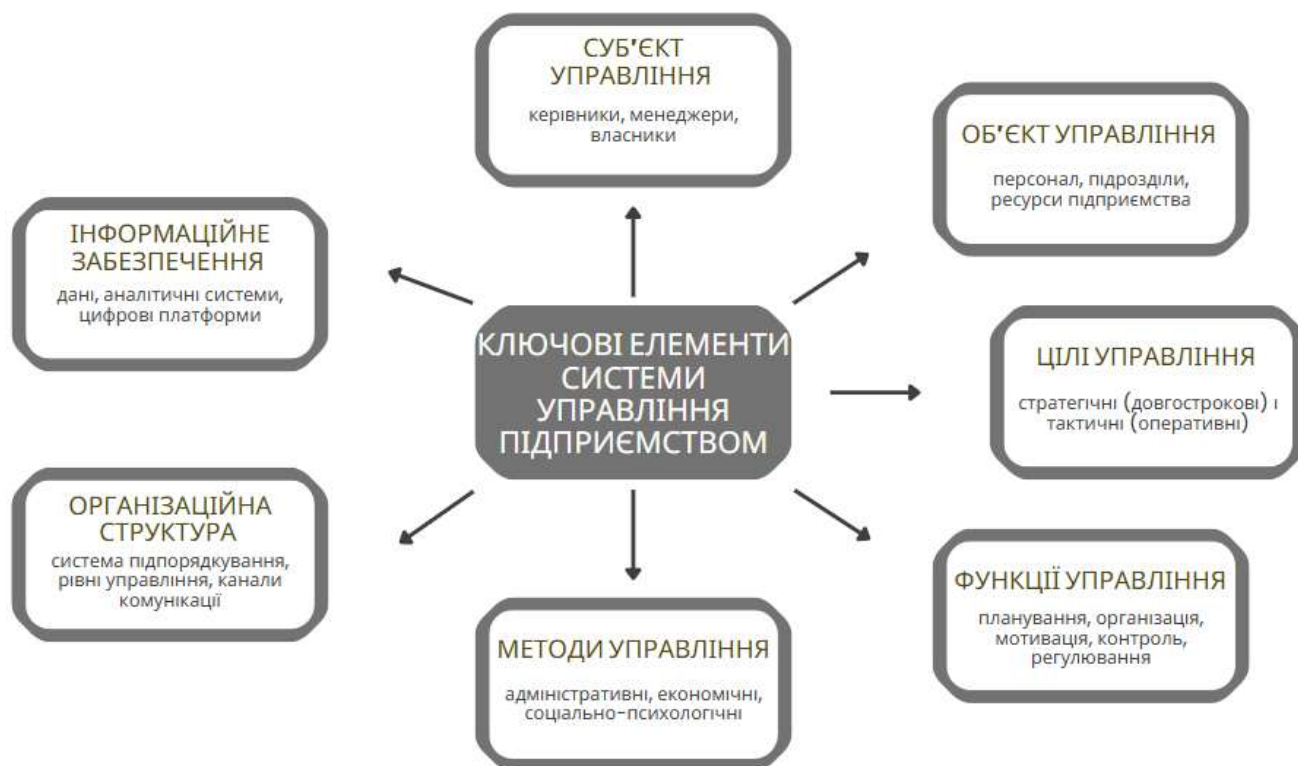 СУБ'ЄКТ
УПРАВЛІННЯ
керівники, менеджери,
власники
ОБ'ЄКТ УПРАВЛІННЯ
персонал, підрозділи,
ресурси підприємства
ІНФОРМАЦІЙНЕ
ЗАБЕЗПЕЧЕННЯ
дані, аналітичні системи,
цифрові платформи
КЛЮЧОВІ ЕЛЕМЕНТИ
СИСТЕМИ
УПРАВЛІННЯ
ПІДПРИЄМСТВОМ
ЦІЛІ УПРАВЛІННЯ
стратегічні (довгострокові) і
тактичні (оперативні)
ОРГАНІЗАЦІЙНА
СТРУКТУРА
система підпорядкування,
рівні управління, канали
комунікації
ФУНКЦІЇ УПРАВЛІННЯ
планування, організація,
мотивація, контроль,
регулювання
МЕТОДИ УПРАВЛІННЯ
адміністративні, економічні,
соціально-психологічні